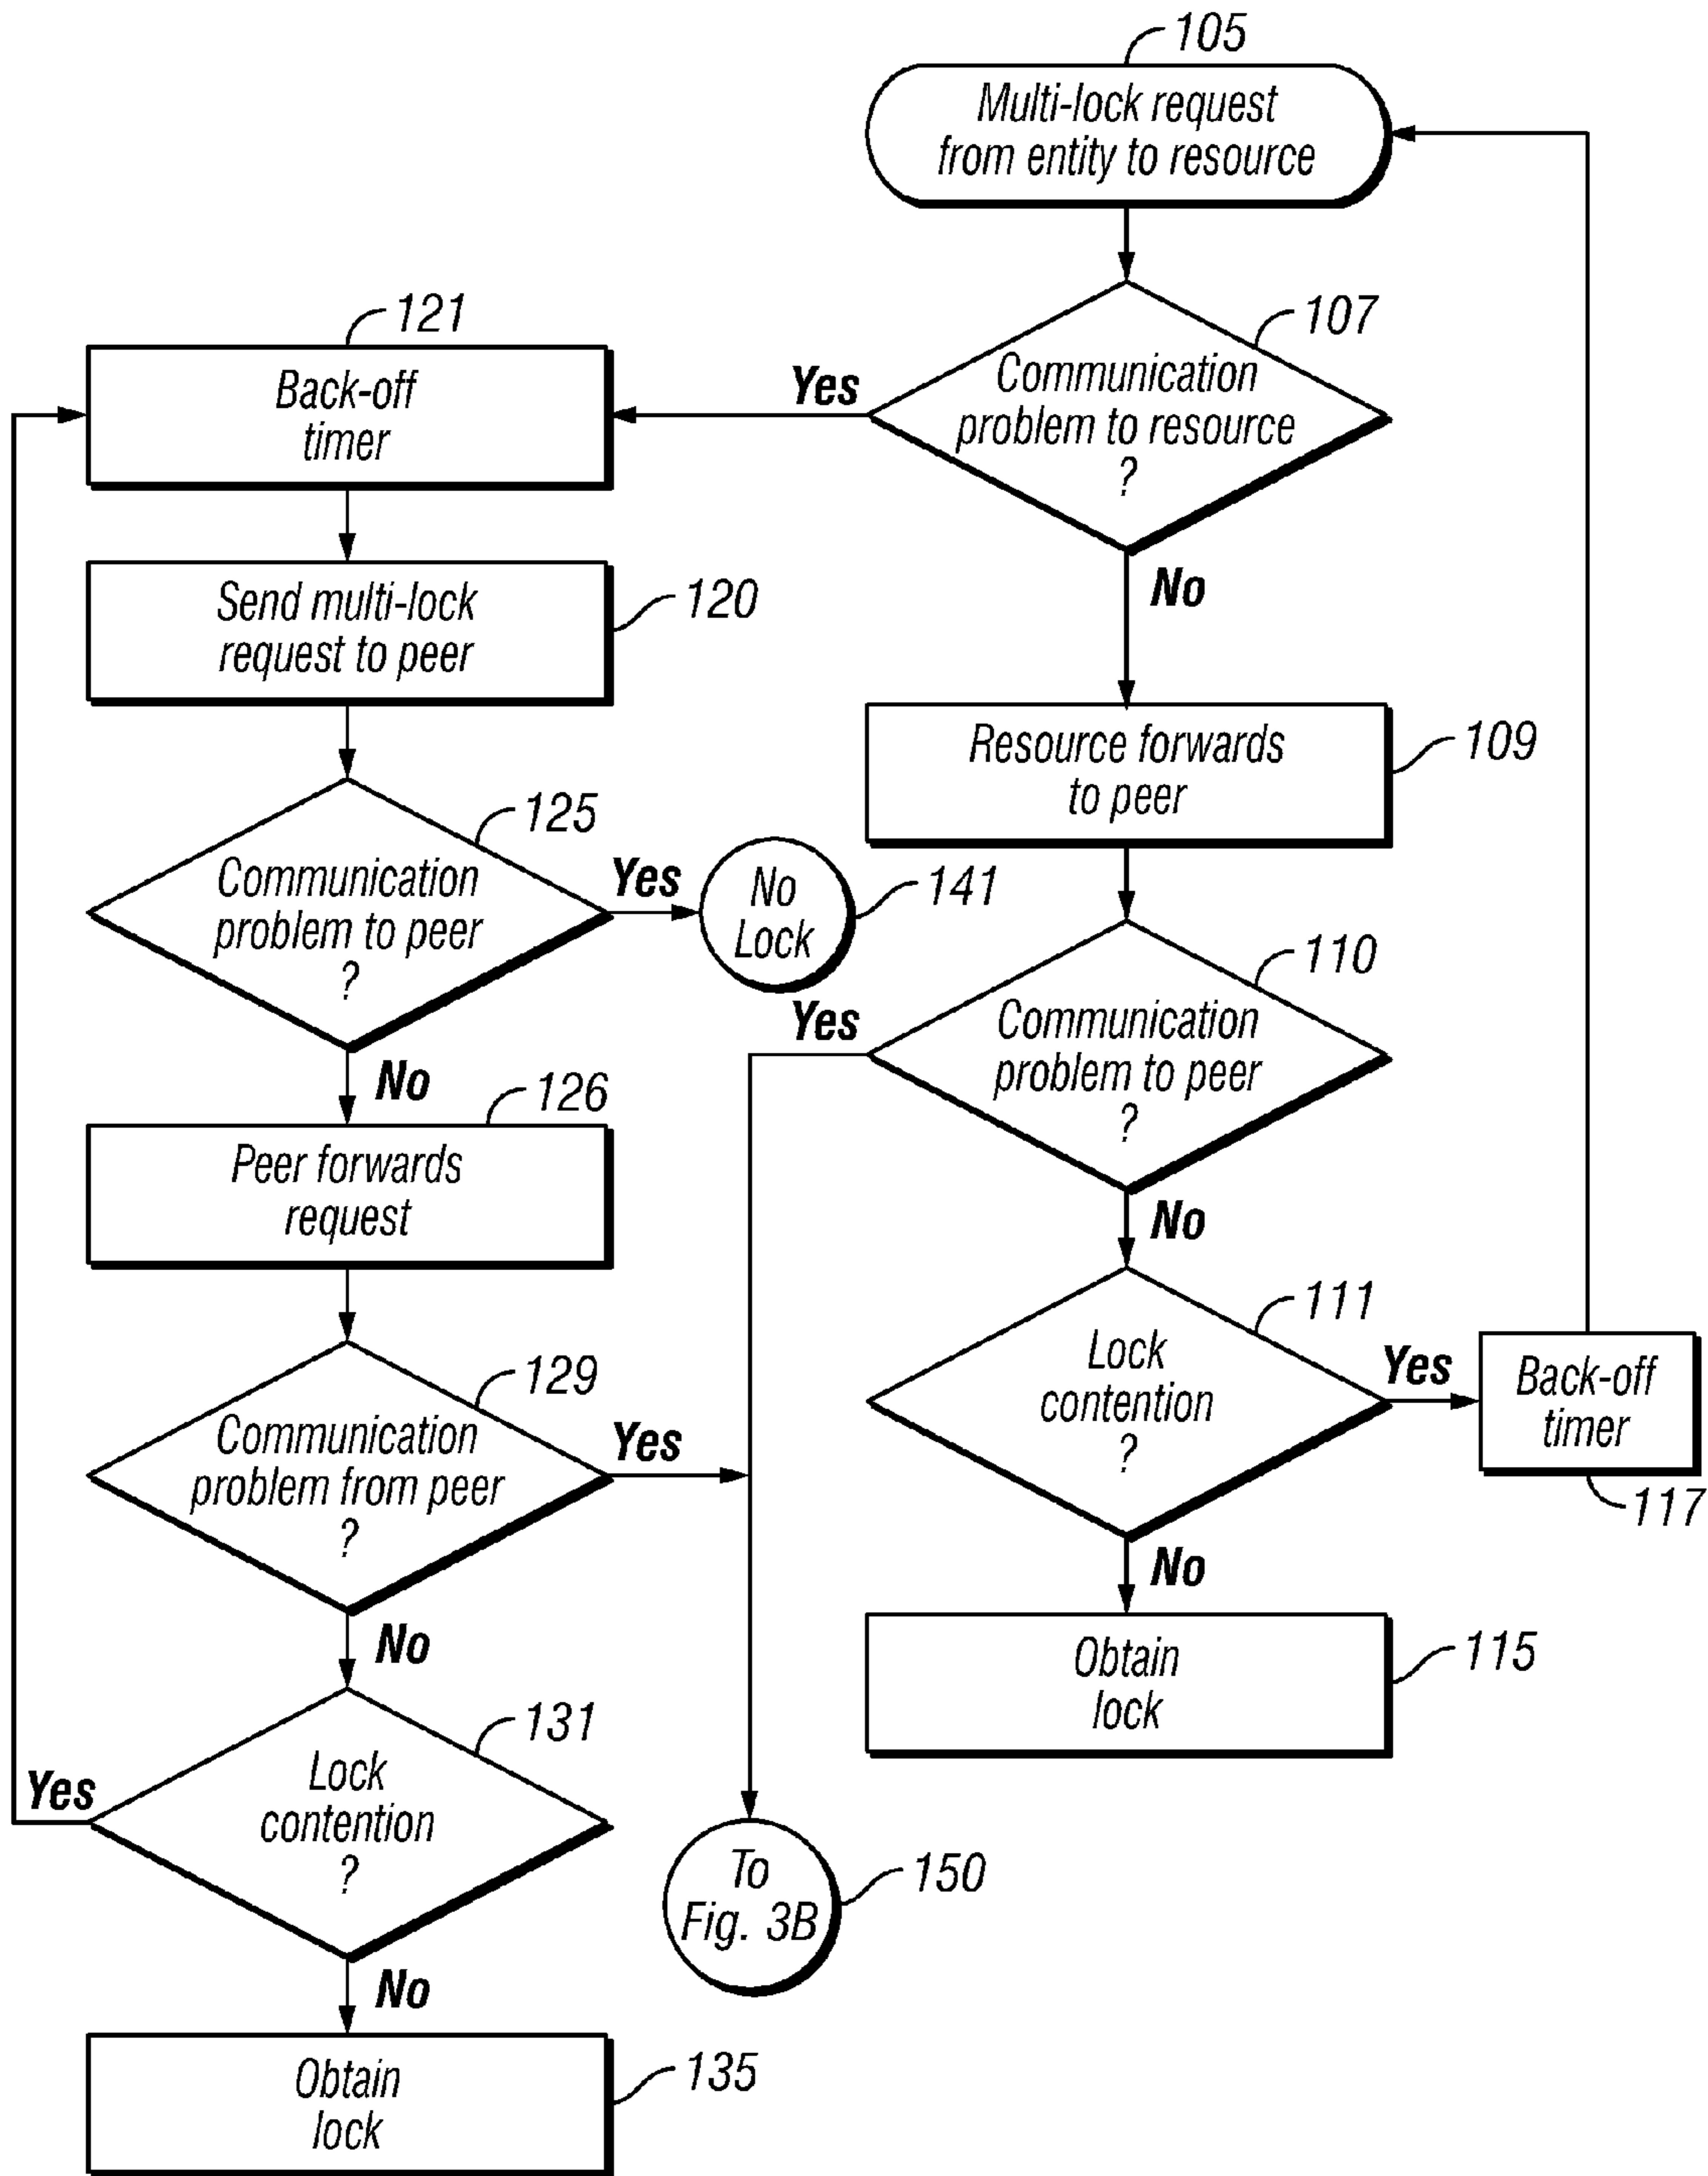 105
Multi-lock request
from entity to resource
107
Communication
problem to resource
?
Yes
No
121
Back-off
timer
Send multi-lock
request to peer
120
125
Communication
problem to peer
?
Yes
No
Lock
141
No
126
Peer forwards
request
129
Communication
problem from peer
?
Yes
No
131
Lock
contention
?
Yes
No
Obtain
lock
135
Resource forwards
to peer
109
110
Communication
problem to peer
?
Yes
No
111
Lock
contention
?
Yes
Back-off
timer
117
No
Obtain
lock
115
To
Fig. 3B
150